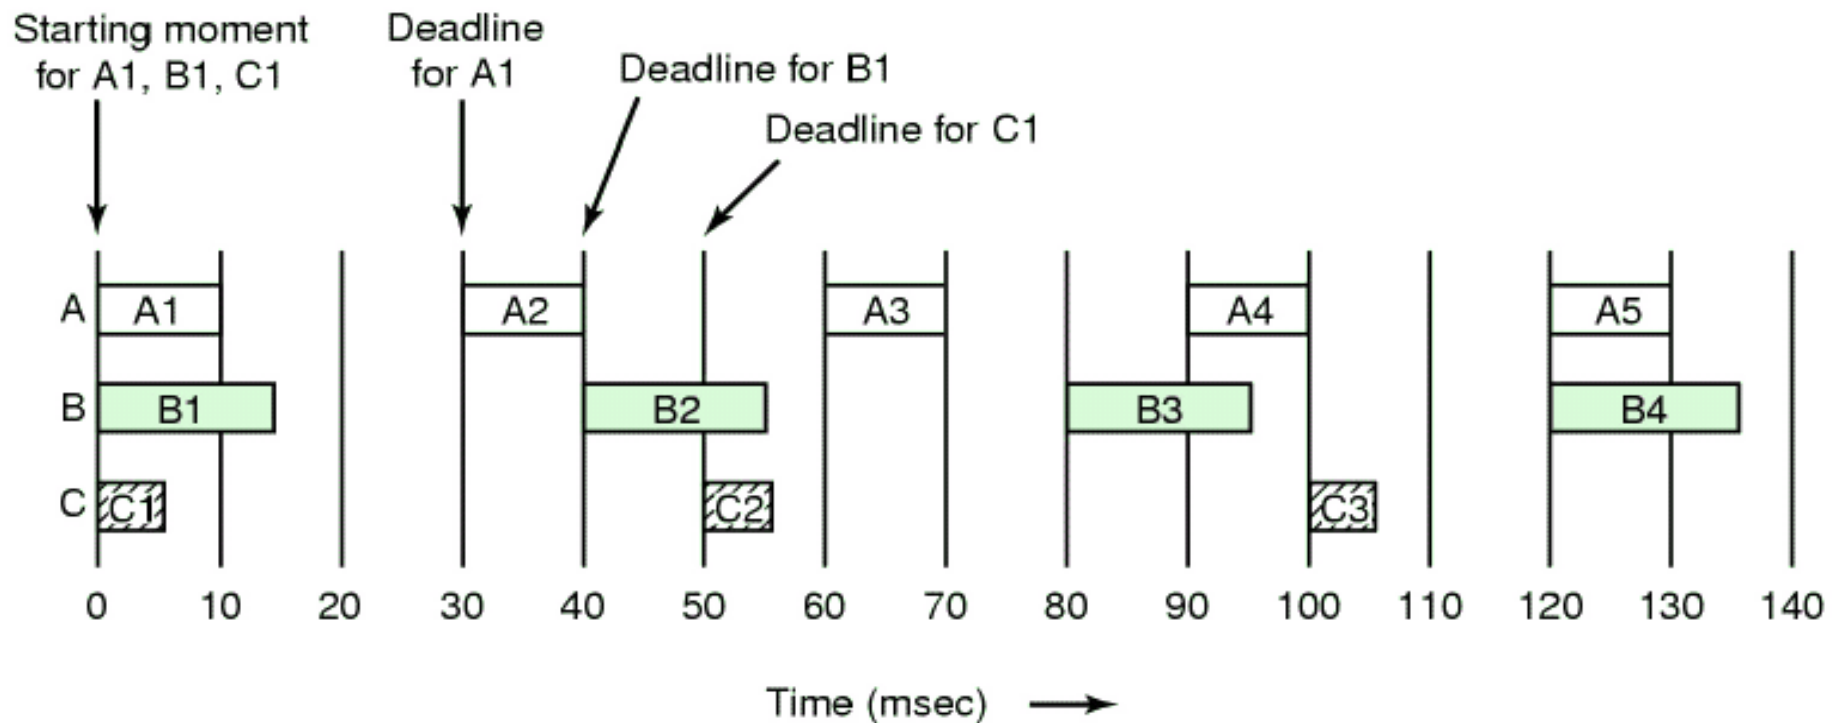 Starting moment
for A1, B1, C1
Deadline
for A1
Deadline for B1
Deadline for C1
A A1 A2 A3 A4 A5
B B1 B2 B3 B4
C C1 C2 C3
0 10 20 30 40 50 60 70 80 90 100 110 120 130 140
Time (msec)